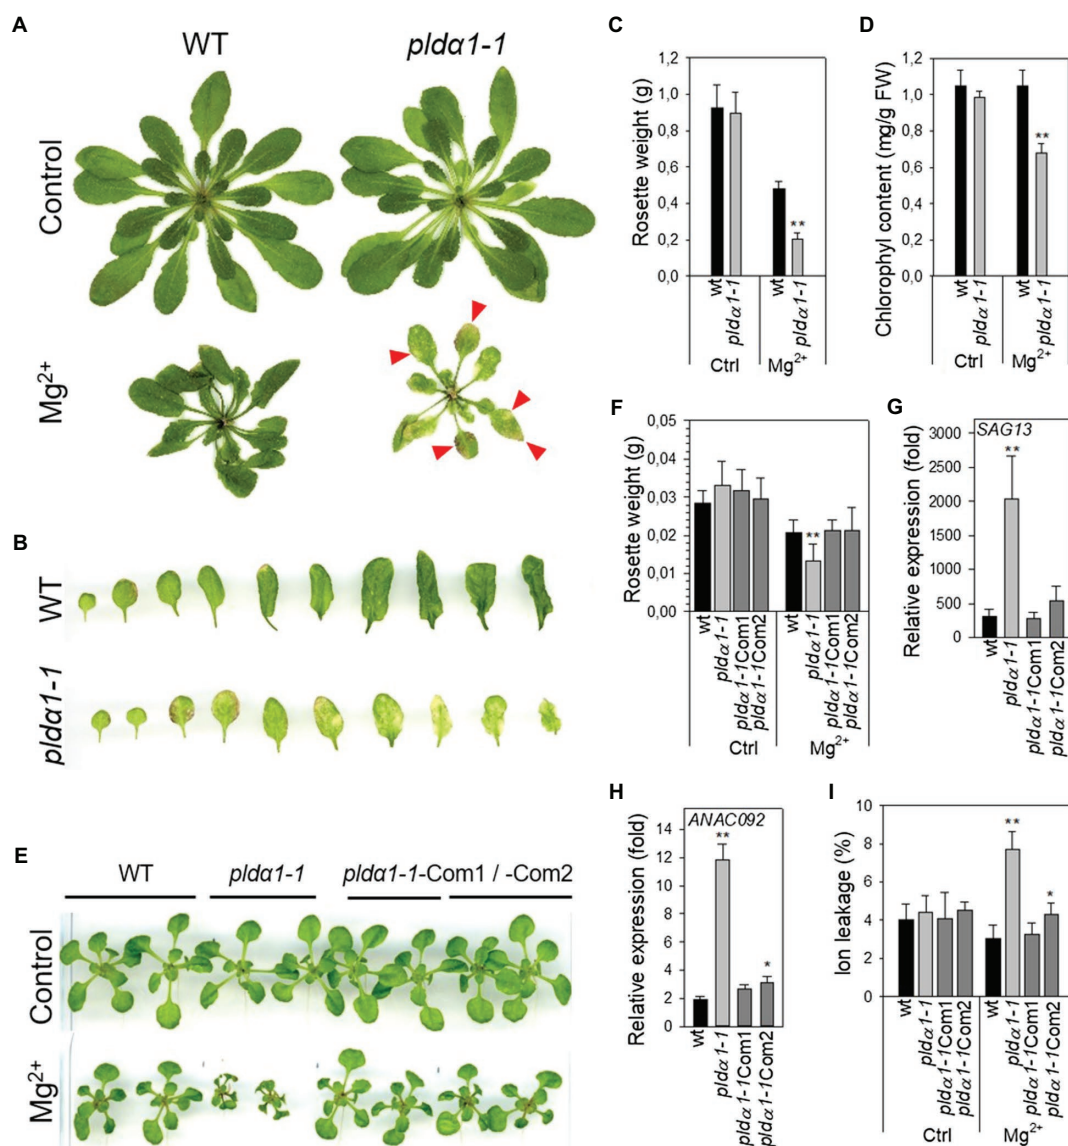 A
WT
pldα1-1
Control
Mg2+
B
WT
pldα1-1
C
Rosette weight (g)
1,2
1,0
0,8
0,6
0,4
0,2
0,0
**
wt
pldα1-1
wt
pldα1-1
Ctrl
Mg2+
D
Chlorophyl content (mg/g FW)
1,2
1,0
0,8
0,6
0,4
0,2
0,0
**
wt
pldα1-1
wt
pldα1-1
Ctrl
Mg2+
E
WT
pldα1-1
pldα1-1-Com1 / -Com2
Control
Mg2+
F
Rosette weight (g)
0,05
0,04
0,03
0,02
0,01
0,00
**
wt
pldα1-1
pldα1-1Com1
pldα1-1Com2
wt
pldα1-1
pldα1-1Com1
pldα1-1Com2
Ctrl
Mg2+
G
SAG13
Relative expression (fold)
3000
2500
2000
1500
1000
500
0
**
wt
pldα1-1
pldα1-1Com1
pldα1-1Com2
H
ANAC092
Relative expression (fold)
14
12
10
8
6
4
2
0
**
*
wt
pldα1-1
pldα1-1Com1
pldα1-1Com2
I
Ion leakage (%)
10
8
6
4
2
0
**
*
wt
pldα1-1
pldα1-1Com1
pldα1-1Com2
wt
pldα1-1
pldα1-1Com1
pldα1-1Com2
Ctrl
Mg2+